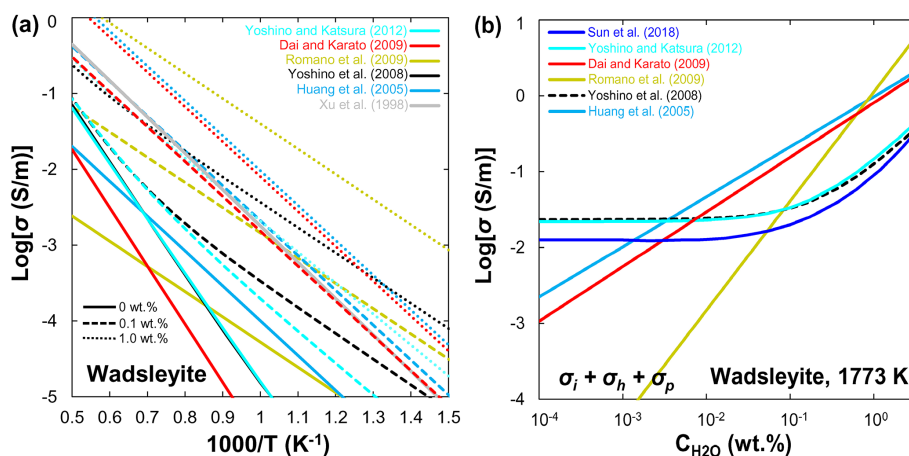 (a)
Yoshino and Katsura (2012)
Dai and Karato (2009)
Romano et al. (2009)
Yoshino et al. (2008)
Huang et al. (2005)
Xu et al. (1998)
0 wt.%
0.1 wt.%
1.0 wt.%
Wadsleyite
Log[σ (S/m)]
0
-1
-2
-3
-4
-5
0.5 0.6 0.7 0.8 0.9 1.0 1.1 1.2 1.3 1.4 1.5
1000/T (K⁻¹)
(b)
Sun et al. (2018)
Yoshino and Katsura (2012)
Dai and Karato (2009)
Romano et al. (2009)
Yoshino et al. (2008)
Huang et al. (2005)
σᵢ + σₕ + σₚ
Wadsleyite, 1773 K
Log[σ (S/m)]
1
0
-1
-2
-3
-4
10⁻⁴ 10⁻³ 10⁻² 10⁻¹ 10⁰
C_H2O (wt.%)